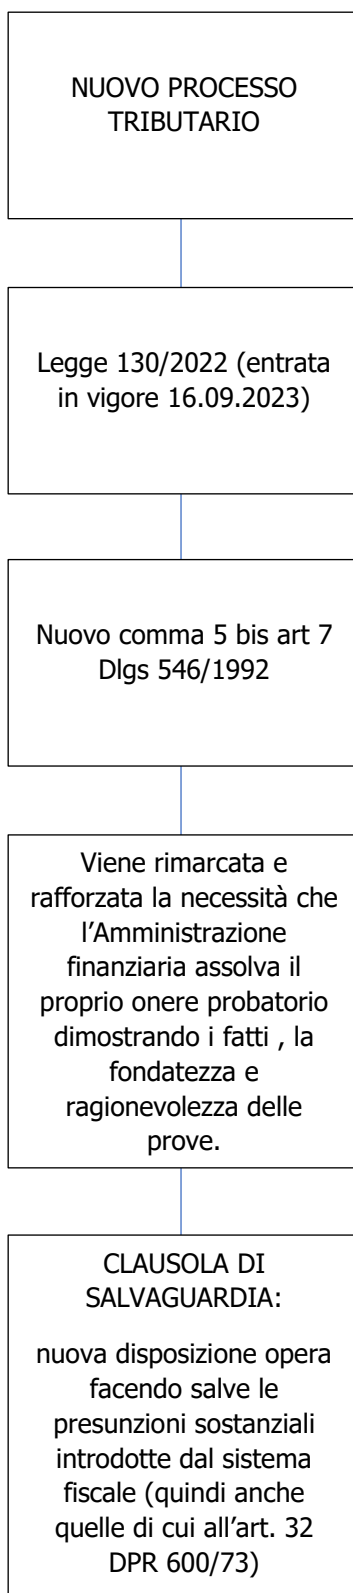 NUOVO PROCESSO
TRIBUTARIO
Legge 130/2022 (entrata
in vigore 16.09.2023)
Nuovo comma 5 bis art 7
Dlgs 546/1992
Viene rimarcata e
rafforzata la necessità che
l'Amministrazione
finanziaria assolva il
proprio onere probatorio
dimostrando i fatti , la
fondatezza e
ragionevolezza delle
prove.
CLAUSOLA DI
SALVAGUARDIA:
nuova disposizione opera
facendo salve le
presunzioni sostanziali
introdotte dal sistema
fiscale (quindi anche
quelle di cui all'art. 32
DPR 600/73)